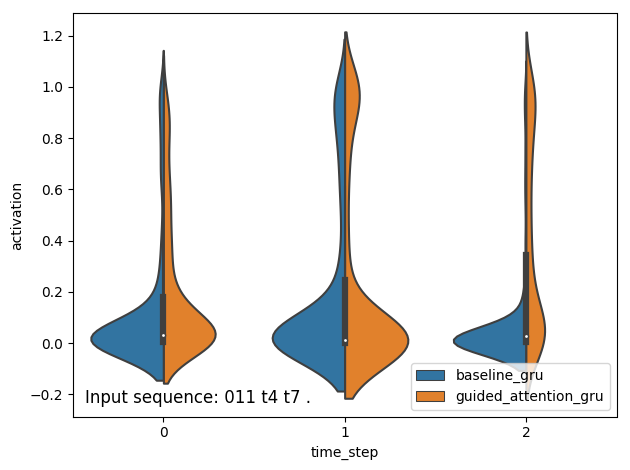 1.2
1.0
0.8
0.6
0.4
0.2
0.0
−0.2
activation
Input sequence: 011 t4 t7 .
baseline_gru
guided_attention_gru
0
1
2
time_step